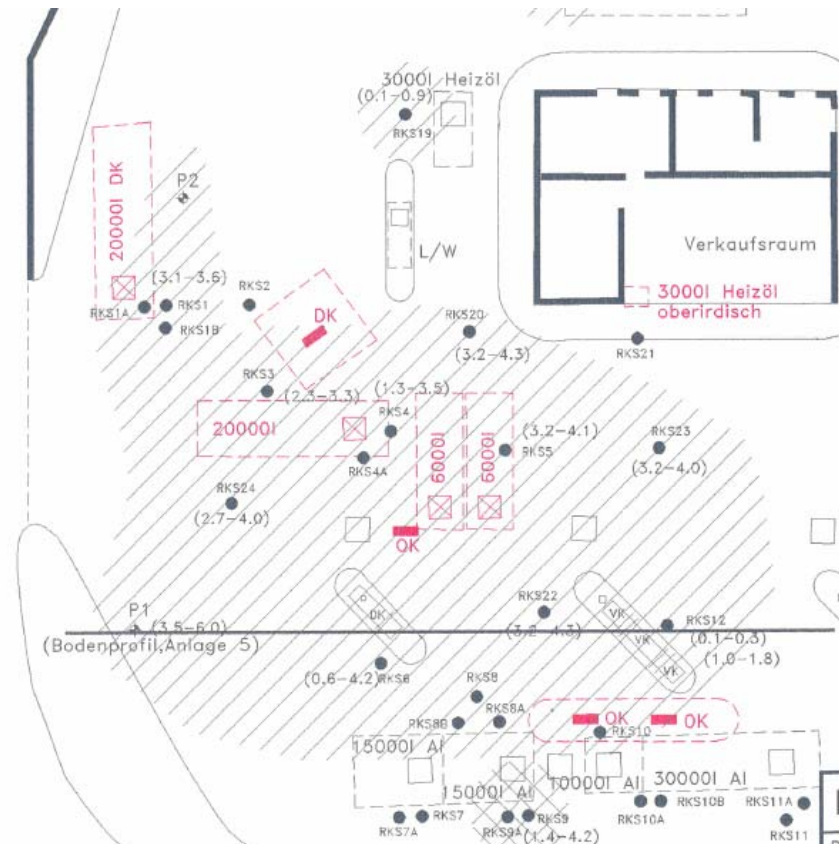 3000l Heizöl
(0.1-0.9)
RKS19
20000l DK
P2
L/W
Verkaufsraum
(3.1-3.6)
RKS1A
RKS1
RKS2
RKS1B
DK
3000l Heizöl
oberirdisch
RKS20
(3.2-4.3)
RKS21
RKS3
(2.3-3.3)
(1.3-3.5)
20000l
RKS4
RKS4A
6000l
6000l
(3.2-4.1)
RKS5
RKS23
(3.2-4.0)
RKS24
(2.7-4.0)
OK
P1
(3.5-6.0)
(Bodenprofil,Anlage 5)
DK
RKS22
(3.2-4.3)
VK
VK
VK
RKS12
(0.1-0.3)
(1.0-1.8)
(0.6-4.2)
RKS6
RKS8
RKS8A
RKS8B
OK
OK
RKS10
15000l Al
15000l Al
10000l Al
30000l Al
RKS7A
RKS7
RKS9A
RKS9
(1.4-4.2)
RKS10A
RKS10B
RKS11A
RKS11